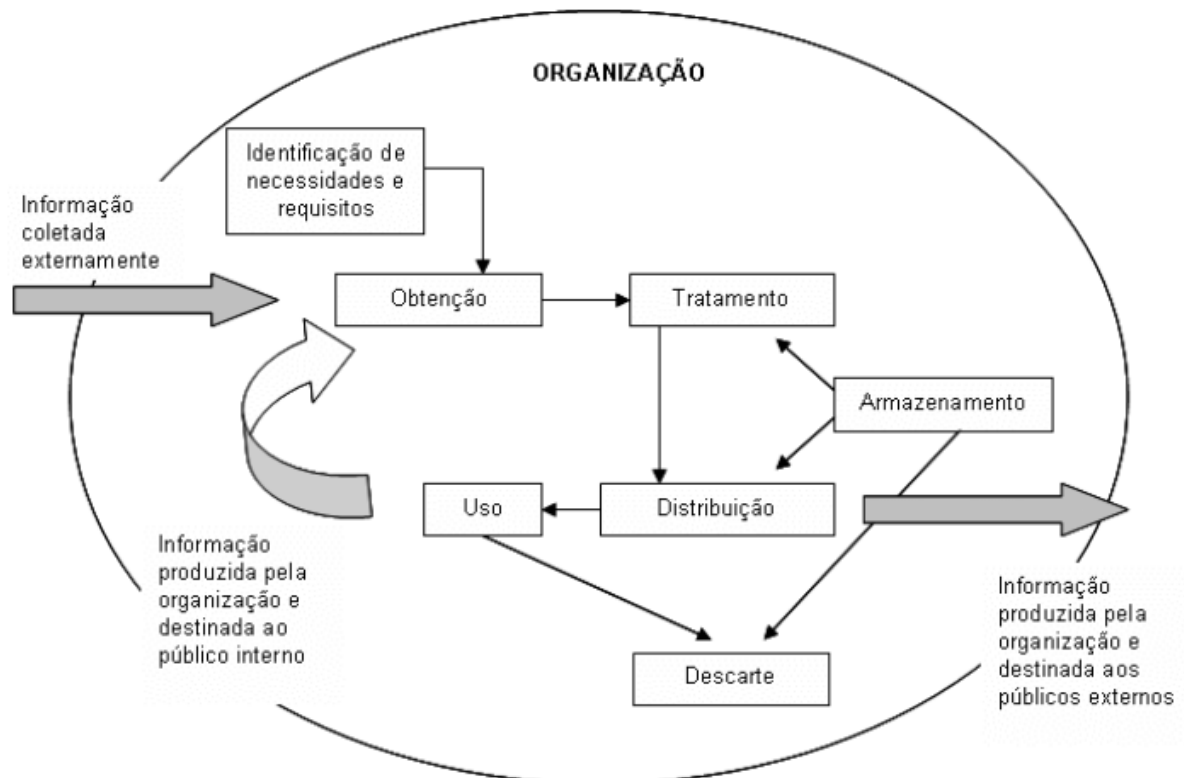 ORGANIZAÇÃO
Identificação de
necessidades e
requisitos
Informação
coletada
externamente
Obtenção
Tratamento
Armazenamento
Uso
Distribuição
Informação
produzida pela
organização e
destinada ao
público interno
Informação
produzida pela
organização e
destinada aos
públicos externos
Descarte